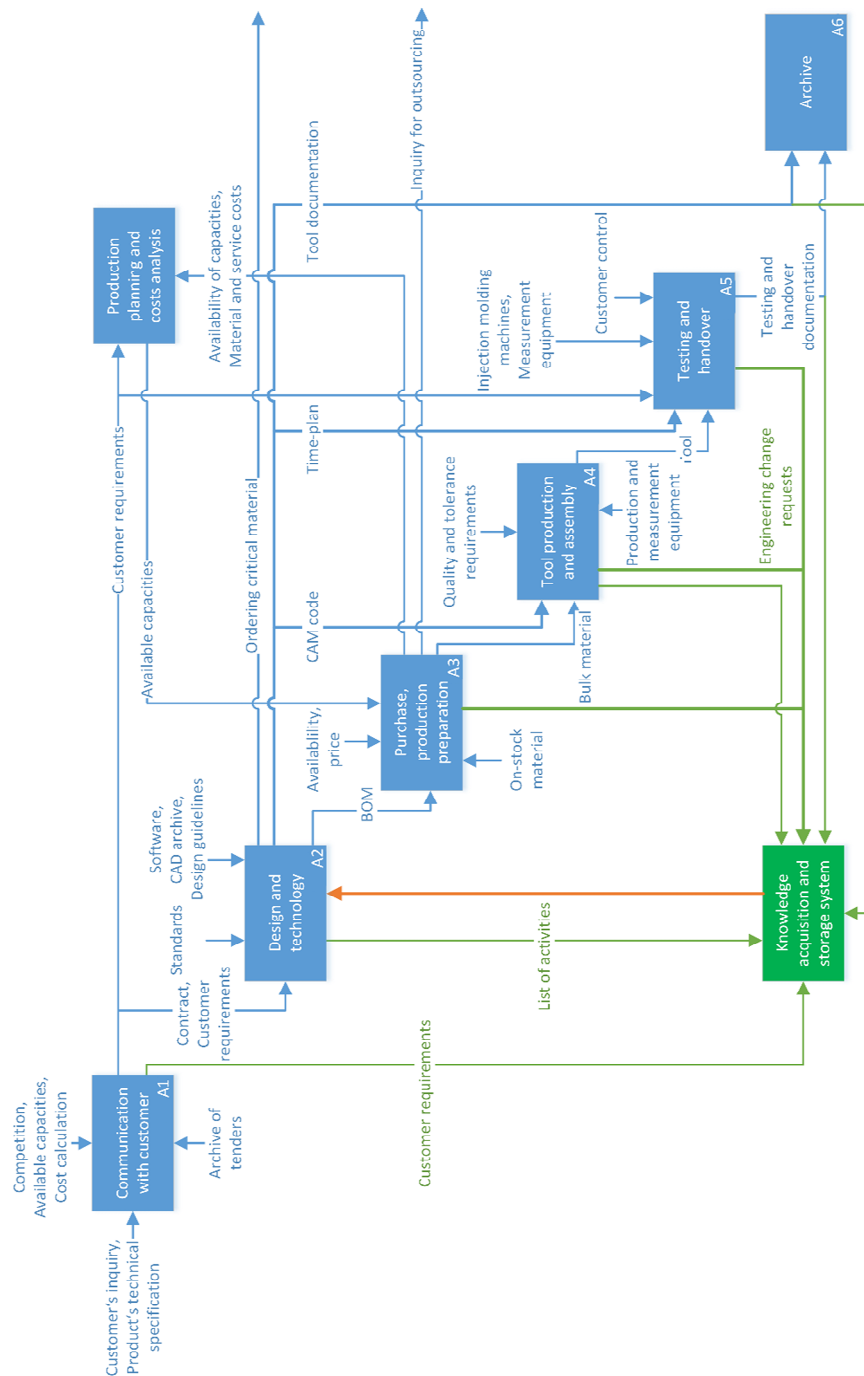 Competition,
Available capacities,
Cost calculation
Customer's inquiry,
Product's technical
specification
Communication
with customer
A1
Archive of
tenders
Customer requirements
Contract,
Customer
requirements
Standards
Software,
CAD archive,
Design guidelines
Design and
technology
A2
List of activities
Customer requirements
Available capacities
Production
planning and
costs analysis
Ordering critical material
CAM code
Time-plan
Tool documentation
Availability of capacities,
Material and service costs
Inquiry for outsourcing
BOM
Availablility,
price
Purchase,
production
preparation
A3
On-stock
material
Bulk material
Quality and tolerance
requirements
Tool production
and assembly
A4
Production and
measurement
equipment
Tool
Injection molding
machines,
Measurement
equipment
Customer control
Testing and
handover
A5
Testing and
handover
documentation
Engineering change
requests
Archive
A6
Knowledge
acquisition and
storage system